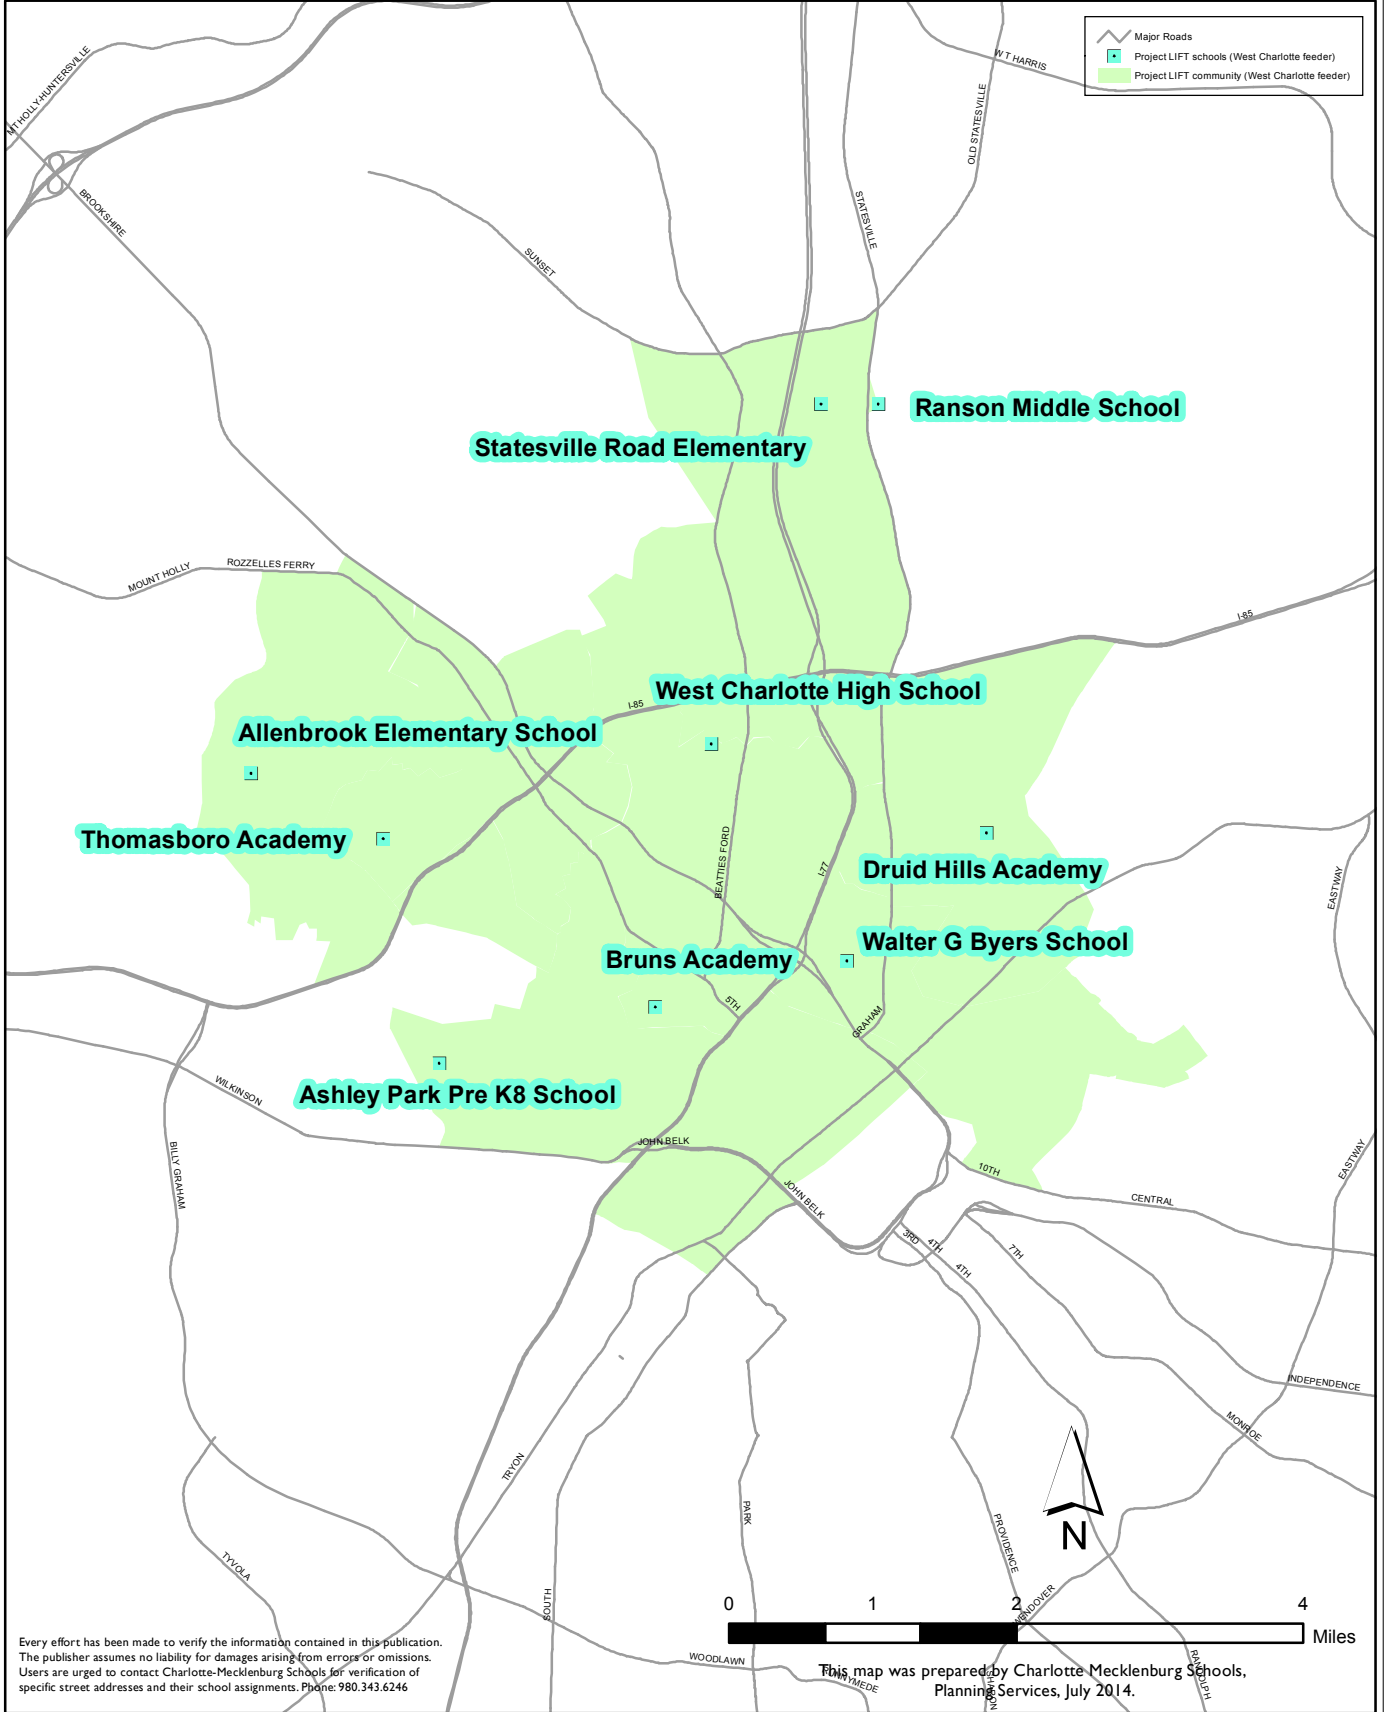 Major Roads
Project LIFT schools (West Charlotte feeder)
Project LIFT community (West Charlotte feeder)
W T HARRIS
MT HOLLY-HUNTERSVILLE
OLD STATESVILLE
BROOKSHIRE
STATESVILLE
SUNSET
Ranson Middle School
Statesville Road Elementary
MOUNT HOLLY
ROZZELLES FERRY
I-85
West Charlotte High School
I-85
Allenbrook Elementary School
Thomasboro Academy
BEATTIES FORD
I-77
Druid Hills Academy
EASTWAY
Walter G Byers School
Bruns Academy
5TH
GRAHAM
Ashley Park Pre K8 School
WILKINSON
JOHN BELK
BILLY GRAHAM
EASTWAY
10TH
CENTRAL
JOHN BELK
3RD
4TH
7TH
4TH
INDEPENDENCE
MONROE
TRYON
PARK
N
PROVIDENCE
TYVOLA
SOUTH
WENDOVER
0 1 2 4
Miles
Every effort has been made to verify the information contained in this publication.
The publisher assumes no liability for damages arising from errors or omissions.
Users are urged to contact Charlotte-Mecklenburg Schools for verification of
specific street addresses and their school assignments. Phone: 980.343.6246
WOODLAWN
RANDOLPH
This map was prepared by Charlotte Mecklenburg Schools,
Planning Services, July 2014.